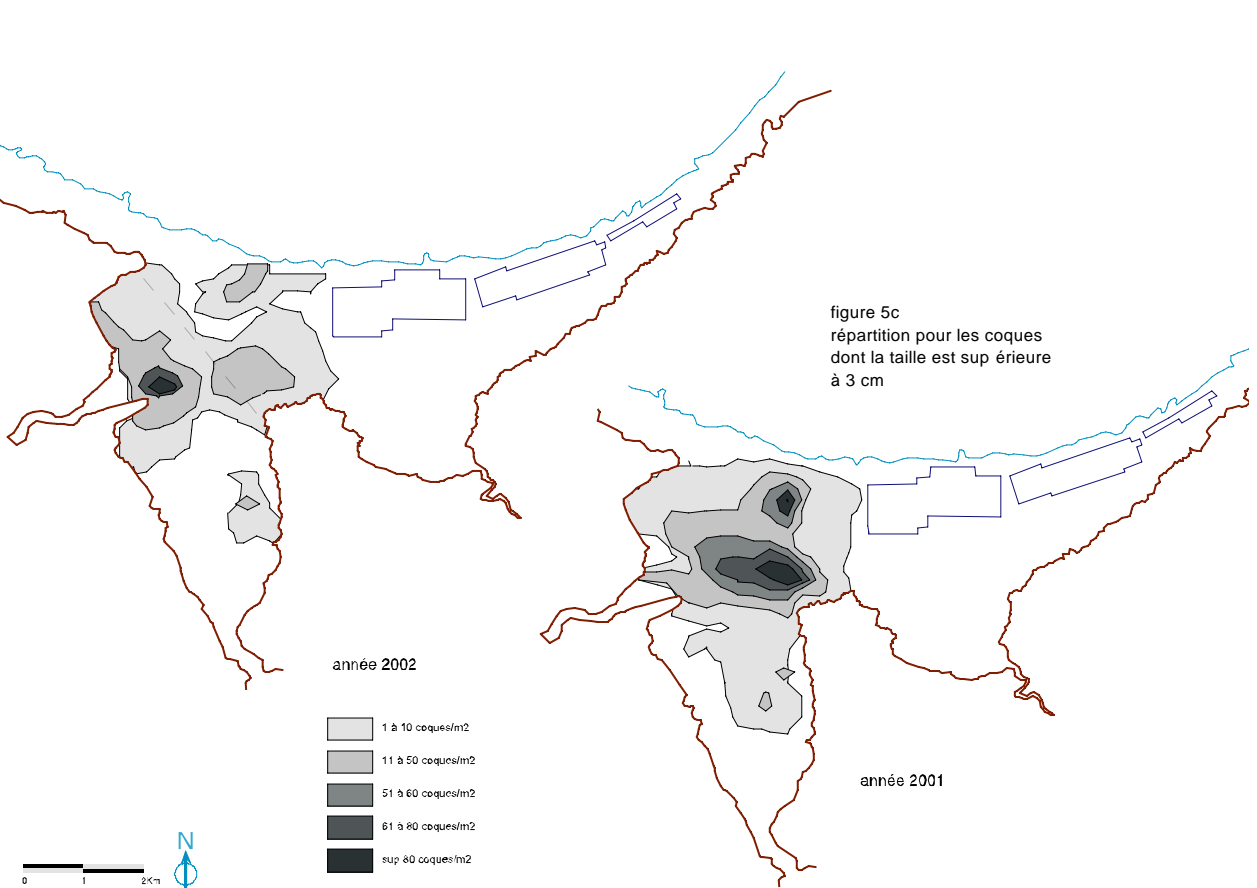 figure 5c
répartition pour les coques
dont la taille est sup érieure
à 3 cm
année 2002
1 à 10 coques/m2
11 à 50 coques/m2
51 à 60 coques/m2
61 à 80 coques/m2
sup 80 coques/m2
année 2001
N
0 1 2Km